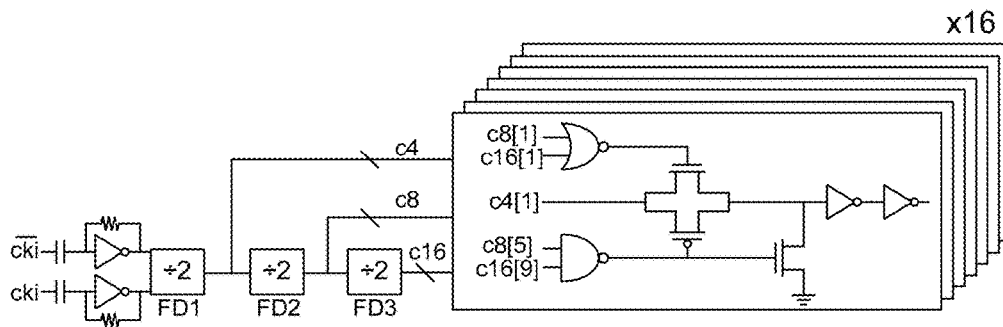 x16
c8[1]
c16[1]
c4
c4[1]
c8
c8[5]
c16[9]
c16
c̅k̅i̅
cki
÷2
÷2
÷2
FD1
FD2
FD3